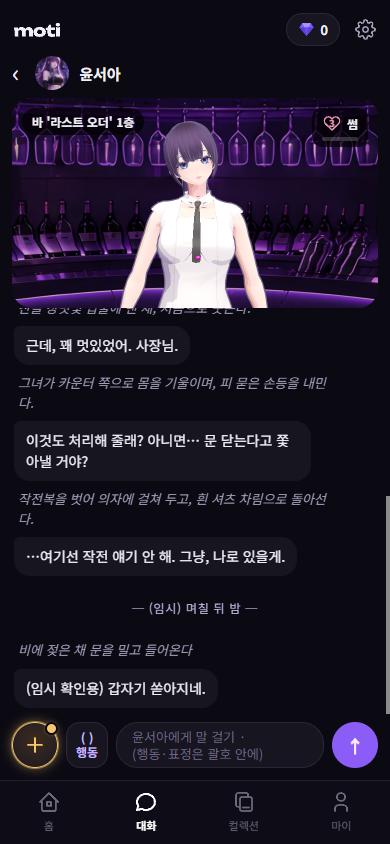 moti
0
윤서아
바 '라스트 오더' 1층
3 썸
근데, 꽤 멋있었어. 사장님.
그녀가 카운터 쪽으로 몸을 기울이며, 피 묻은 손등을 내민
다.
이것도 처리해 줄래? 아니면… 문 닫는다고 쫓
아낼 거야?
작전복을 벗어 의자에 걸쳐 두고, 흰 셔츠 차림으로 돌아선
다.
…여기선 작전 얘기 안 해. 그냥, 나로 있을게.
— (임시) 며칠 뒤 밤 —
비에 젖은 채 문을 밀고 들어온다
(임시 확인용) 갑자기 쏟아지네.
( )
행동
윤서아에게 말 걸기 ·
(행동·표정은 괄호 안에)
홈
대화
컬렉션
마이